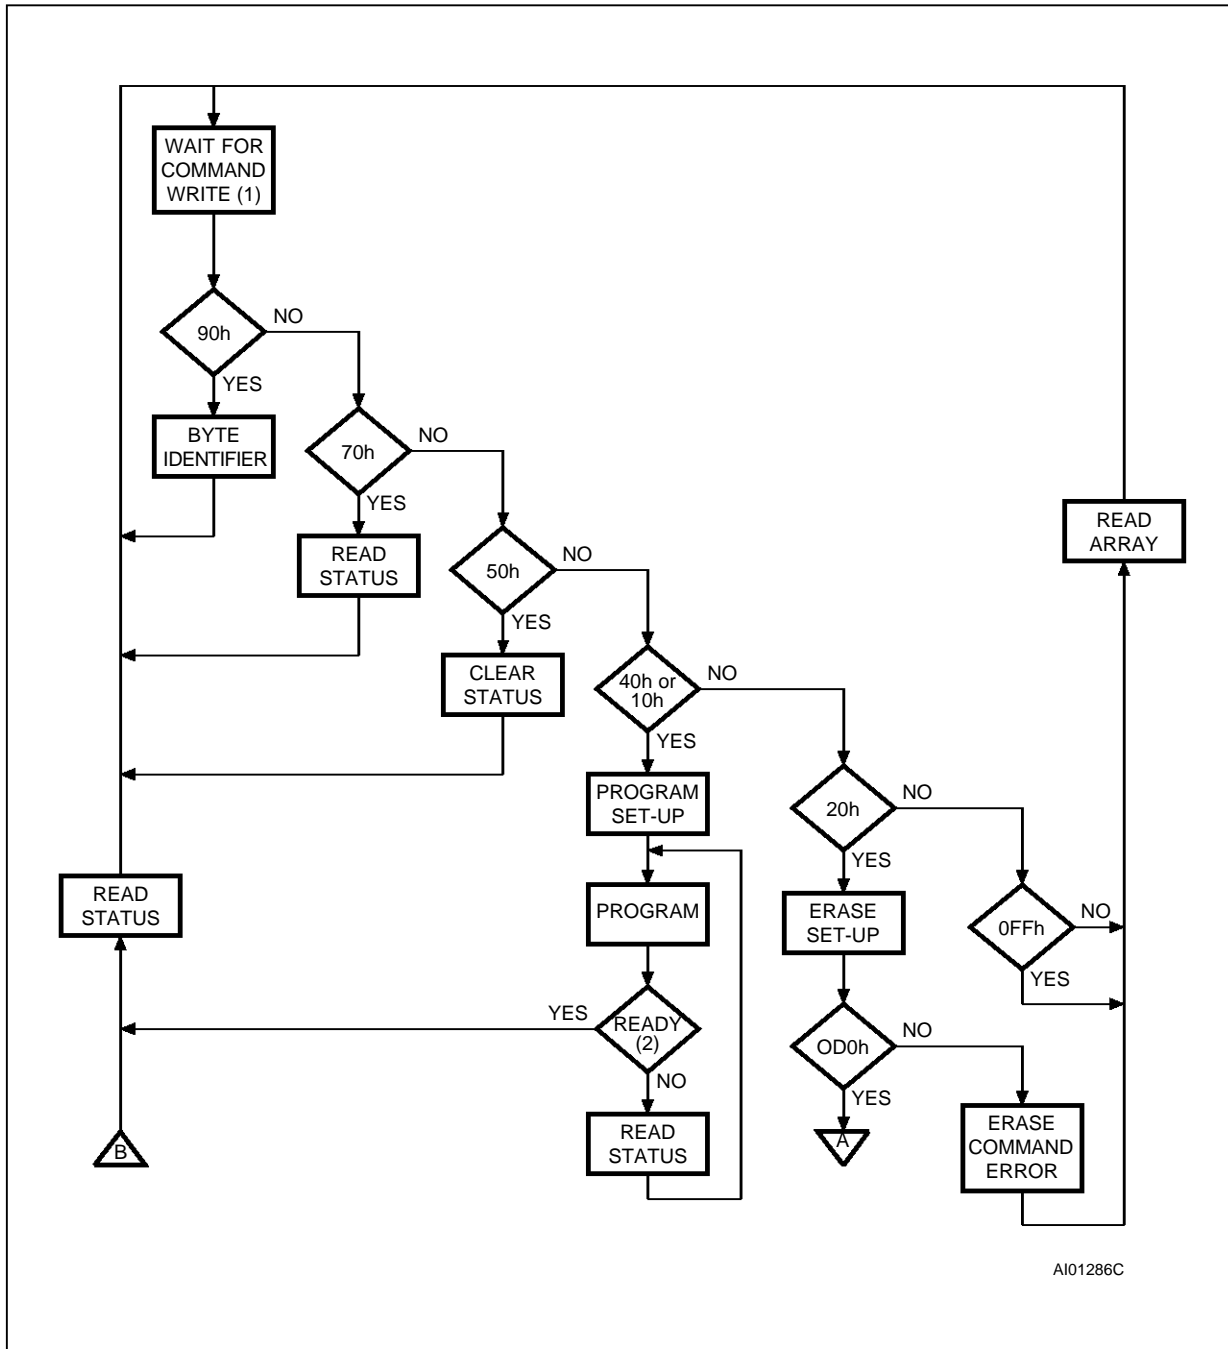 WAIT FOR
COMMAND
WRITE (1)
90h
NO
YES
BYTE
IDENTIFIER
70h
NO
YES
READ
STATUS
50h
NO
YES
CLEAR
STATUS
READ
ARRAY
40h or
10h
NO
YES
PROGRAM
SET-UP
20h
NO
YES
READ
STATUS
PROGRAM
ERASE
SET-UP
0FFh
NO
YES
YES
READY
(2)
NO
OD0h
NO
YES
B
READ
STATUS
A
ERASE
COMMAND
ERROR
AI01286C